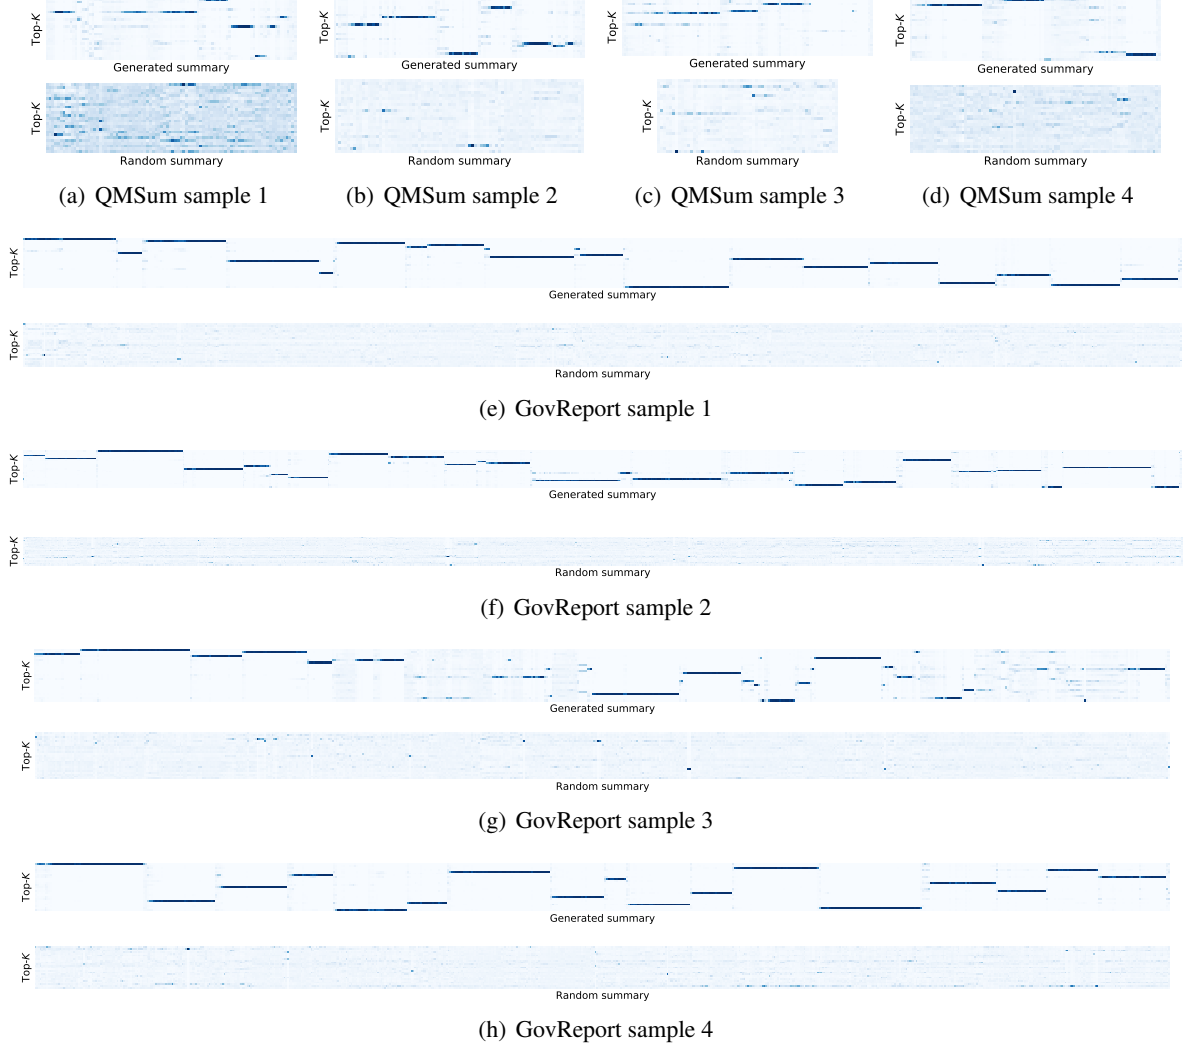 Top-K Top-K Top-K Top-K
Generated summary Generated summary Generated summary Generated summary
Top-K Top-K Top-K Top-K
Random summary Random summary Random summary Random summary
(a) QMSum sample 1 (b) QMSum sample 2 (c) QMSum sample 3 (d) QMSum sample 4
Top-K
Generated summary
Top-K
Random summary
(e) GovReport sample 1
Top-K
Generated summary
Top-K
Random summary
(f) GovReport sample 2
Top-K
Generated summary
Top-K
Random summary
(g) GovReport sample 3
Top-K
Generated summary
Top-K
Random summary
(h) GovReport sample 4